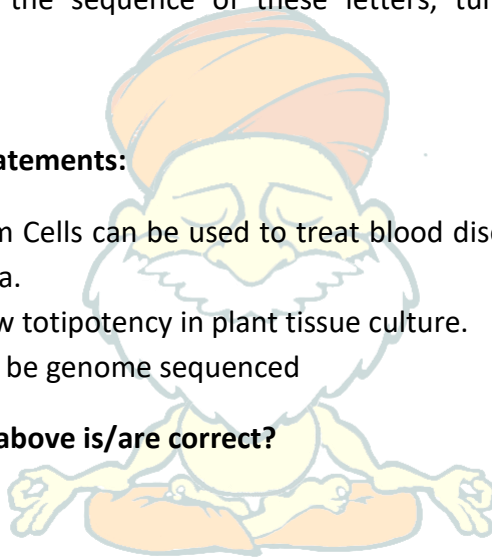 the sequence of these letters, tur
atements:
m Cells can be used to treat blood dise
a.
w totipotency in plant tissue culture.
be genome sequenced
above is/are correct?